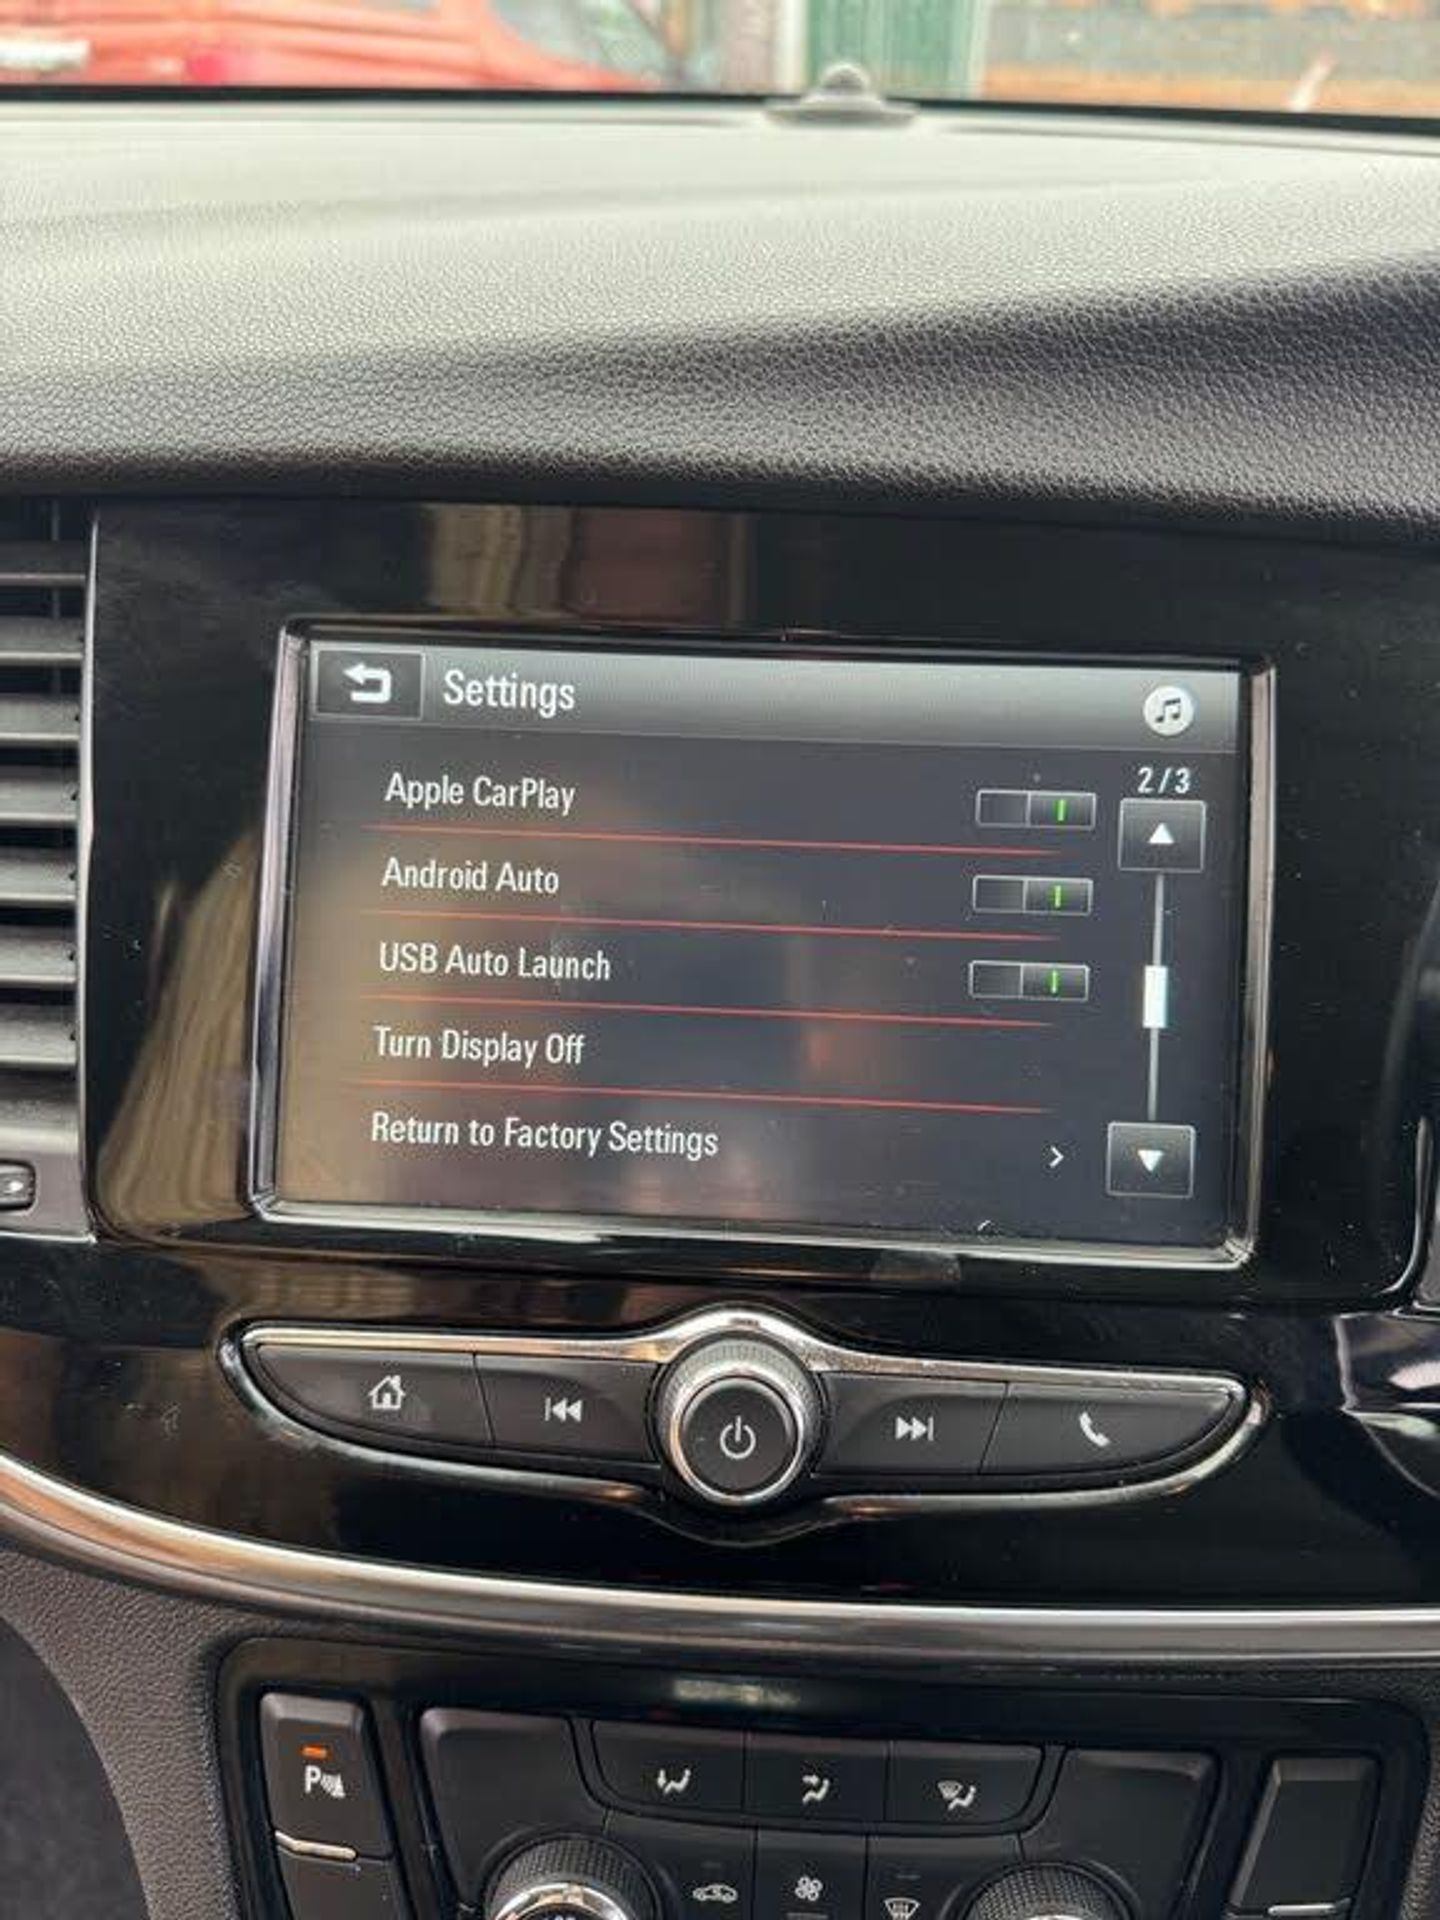 Settings
2/3
Apple CarPlay
Android Auto
USB Auto Launch
Turn Display Off
Return to Factory Settings
P